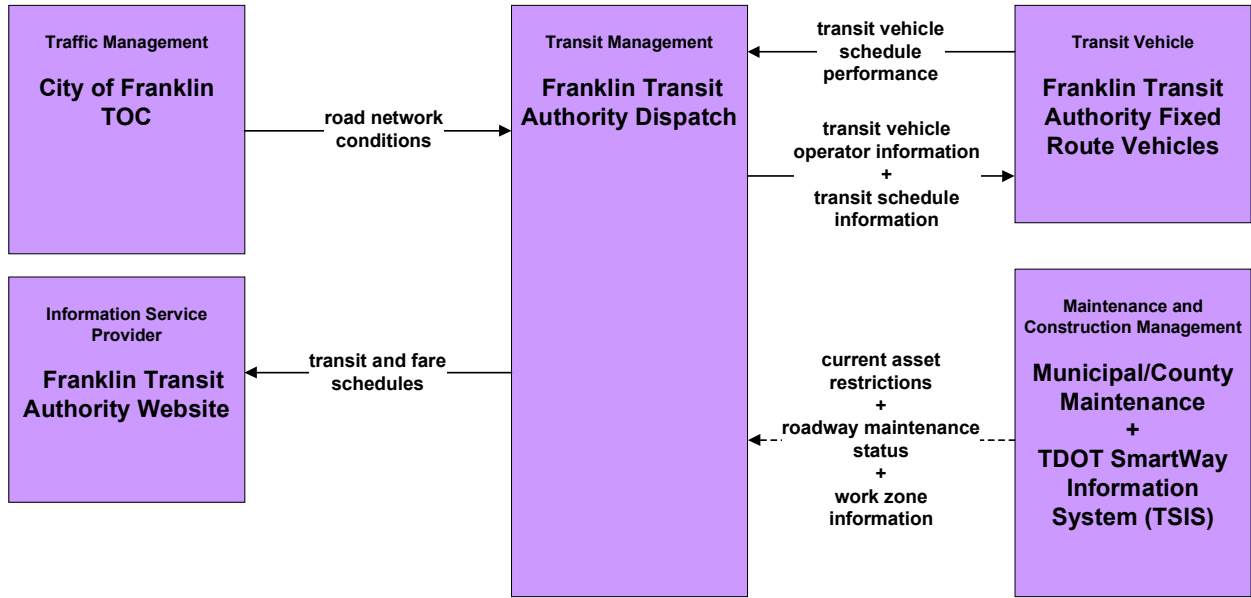 Traffic Management
City of Franklin
TOC
road network
conditions
Transit Management
Franklin Transit
Authority Dispatch
transit vehicle
schedule
performance
transit vehicle
operator information
+
transit schedule
information
Transit Vehicle
Franklin Transit
Authority Fixed
Route Vehicles
Information Service
Provider
Franklin Transit
Authority Website
transit and fare
schedules
current asset
restrictions
+
roadway maintenance
status
+
work zone
information
Maintenance and
Construction Management
Municipal/County
Maintenance
+
TDOT SmartWay
Information
System (TSIS)